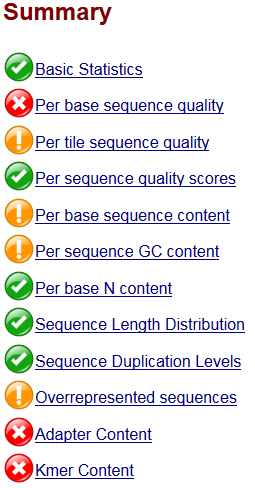 Summary
Basic Statistics
Per base sequence quality
Per tile sequence quality
Per sequence quality scores
Per base sequence content
Per sequence GC content
Per base N content
Sequence Length Distribution
Sequence Duplication Levels
Overrepresented sequences
Adapter Content
Kmer Content